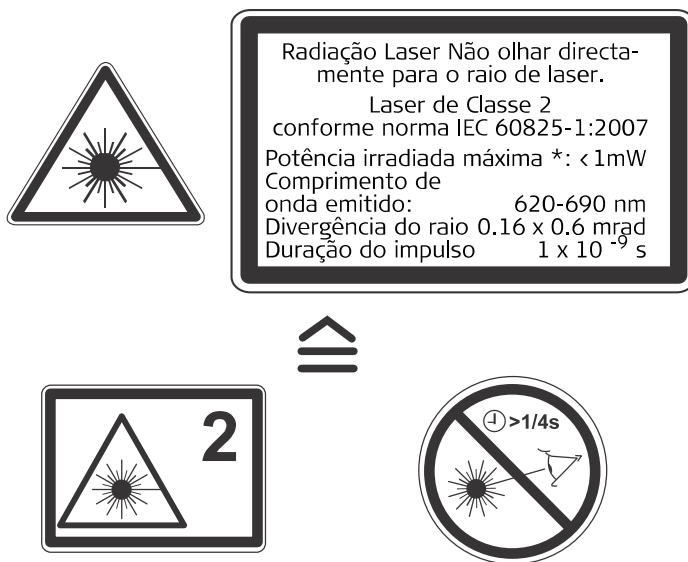 Radiação Laser Não olhar directa-
mente para o raio de laser.
Laser de Classe 2
conforme norma IEC 60825-1:2007
Potência irradiada máxima *: <1mW
Comprimento de
onda emitido: 620-690 nm
Divergência do raio 0.16 x 0.6 mrad
Duração do impulso 1 x 10 -9 s
2
>1/4s